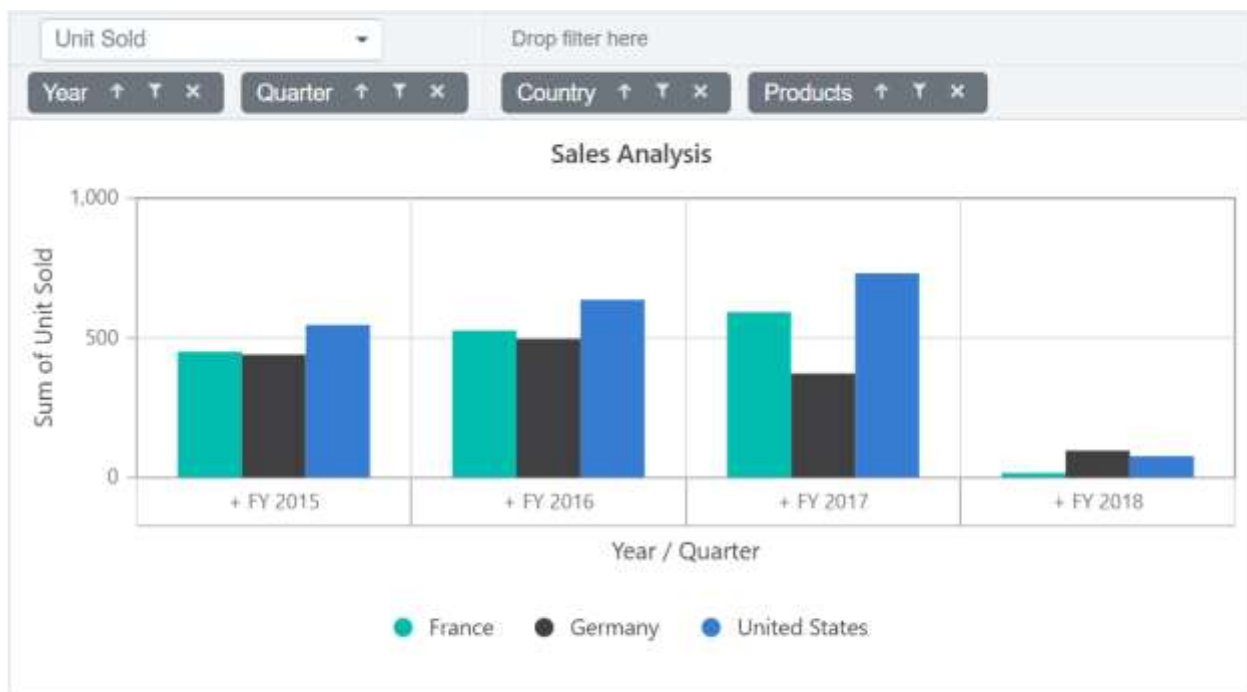 Unit Sold
Drop filter here
Year
Quarter
Country
Products
Sales Analysis
1,000
500
0
Sum of Unit Sold
+ FY 2015
+ FY 2016
+ FY 2017
+ FY 2018
Year / Quarter
France
Germany
United States